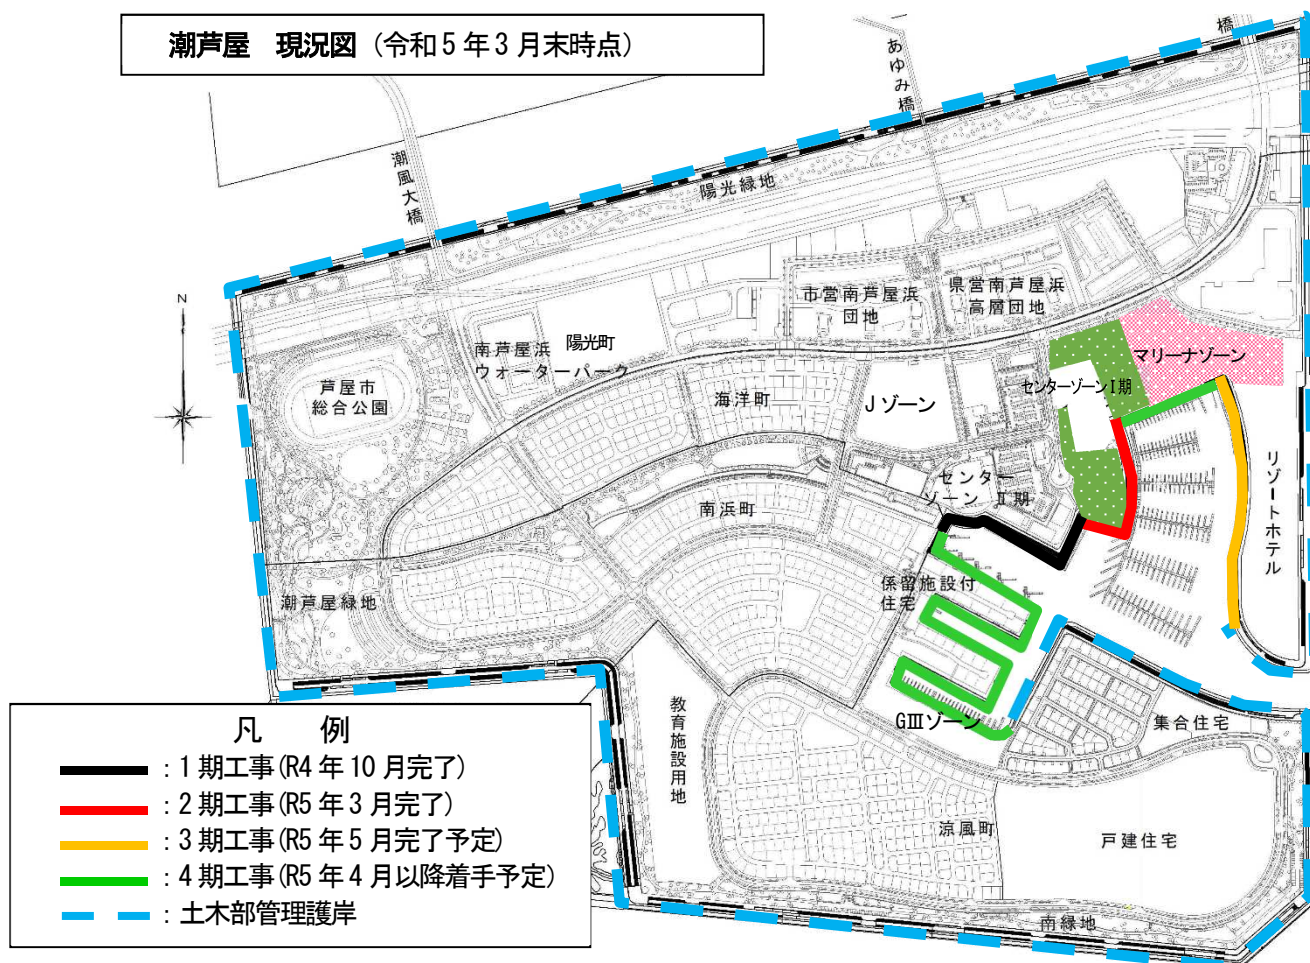 潮芦屋　現況図（令和５年３月末時点）
橋
あゆみ橋
潮風大橋
陽光緑地
N
市営南芦屋浜
団地
県営南芦屋浜
高層団地
南芦屋浜
ウォーターパーク
陽光町
マリーナゾーン
芦屋市
総合公園
センターゾーンⅠ期
海洋町
Ｊゾーン
リゾートホテル
センター
ゾーン Ⅱ期
南浜町
係留施設付
住宅
潮芦屋緑地
教育施設用地
GⅢゾーン
集合住宅
涼風町
戸建住宅
南緑地
凡　例
：１期工事(R4年10月完了)
：２期工事(R5年３月完了)
：３期工事(R5年５月完了予定)
：４期工事(R5年４月以降着手予定)
：土木部管理護岸